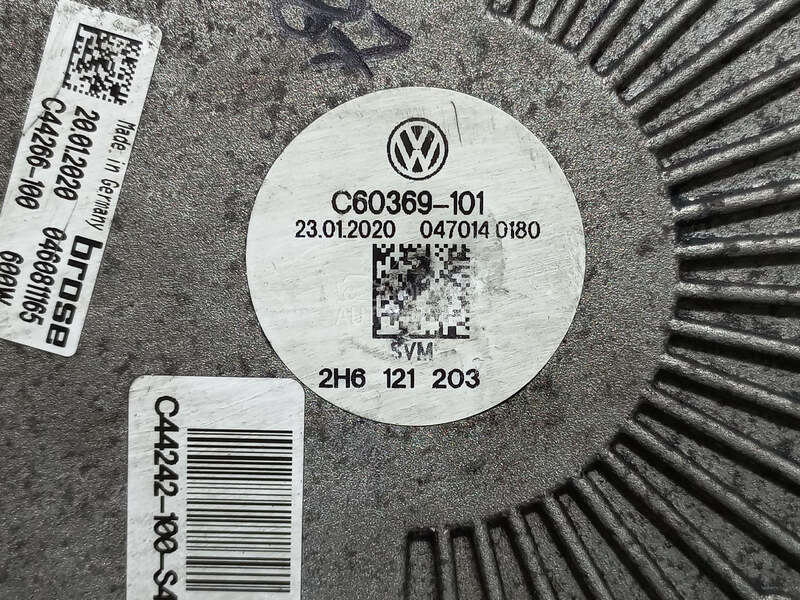 C60369-101
23.01.2020 047014 0180
SVM
2H6 121 203
Made in Germany
brose
20.01.2020 0460811165
C44266-100 600W
C44242-100-S4